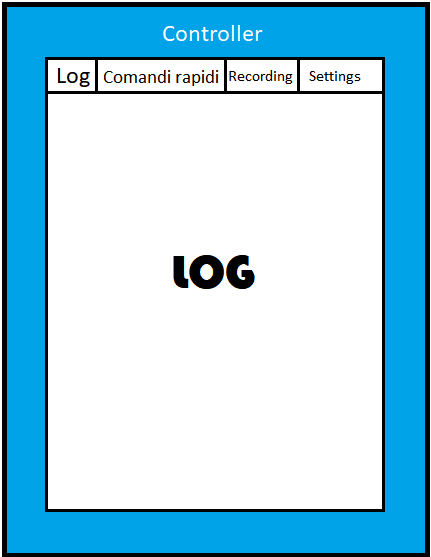 Controller
Log Comandi rapidi Recording Settings
LOG